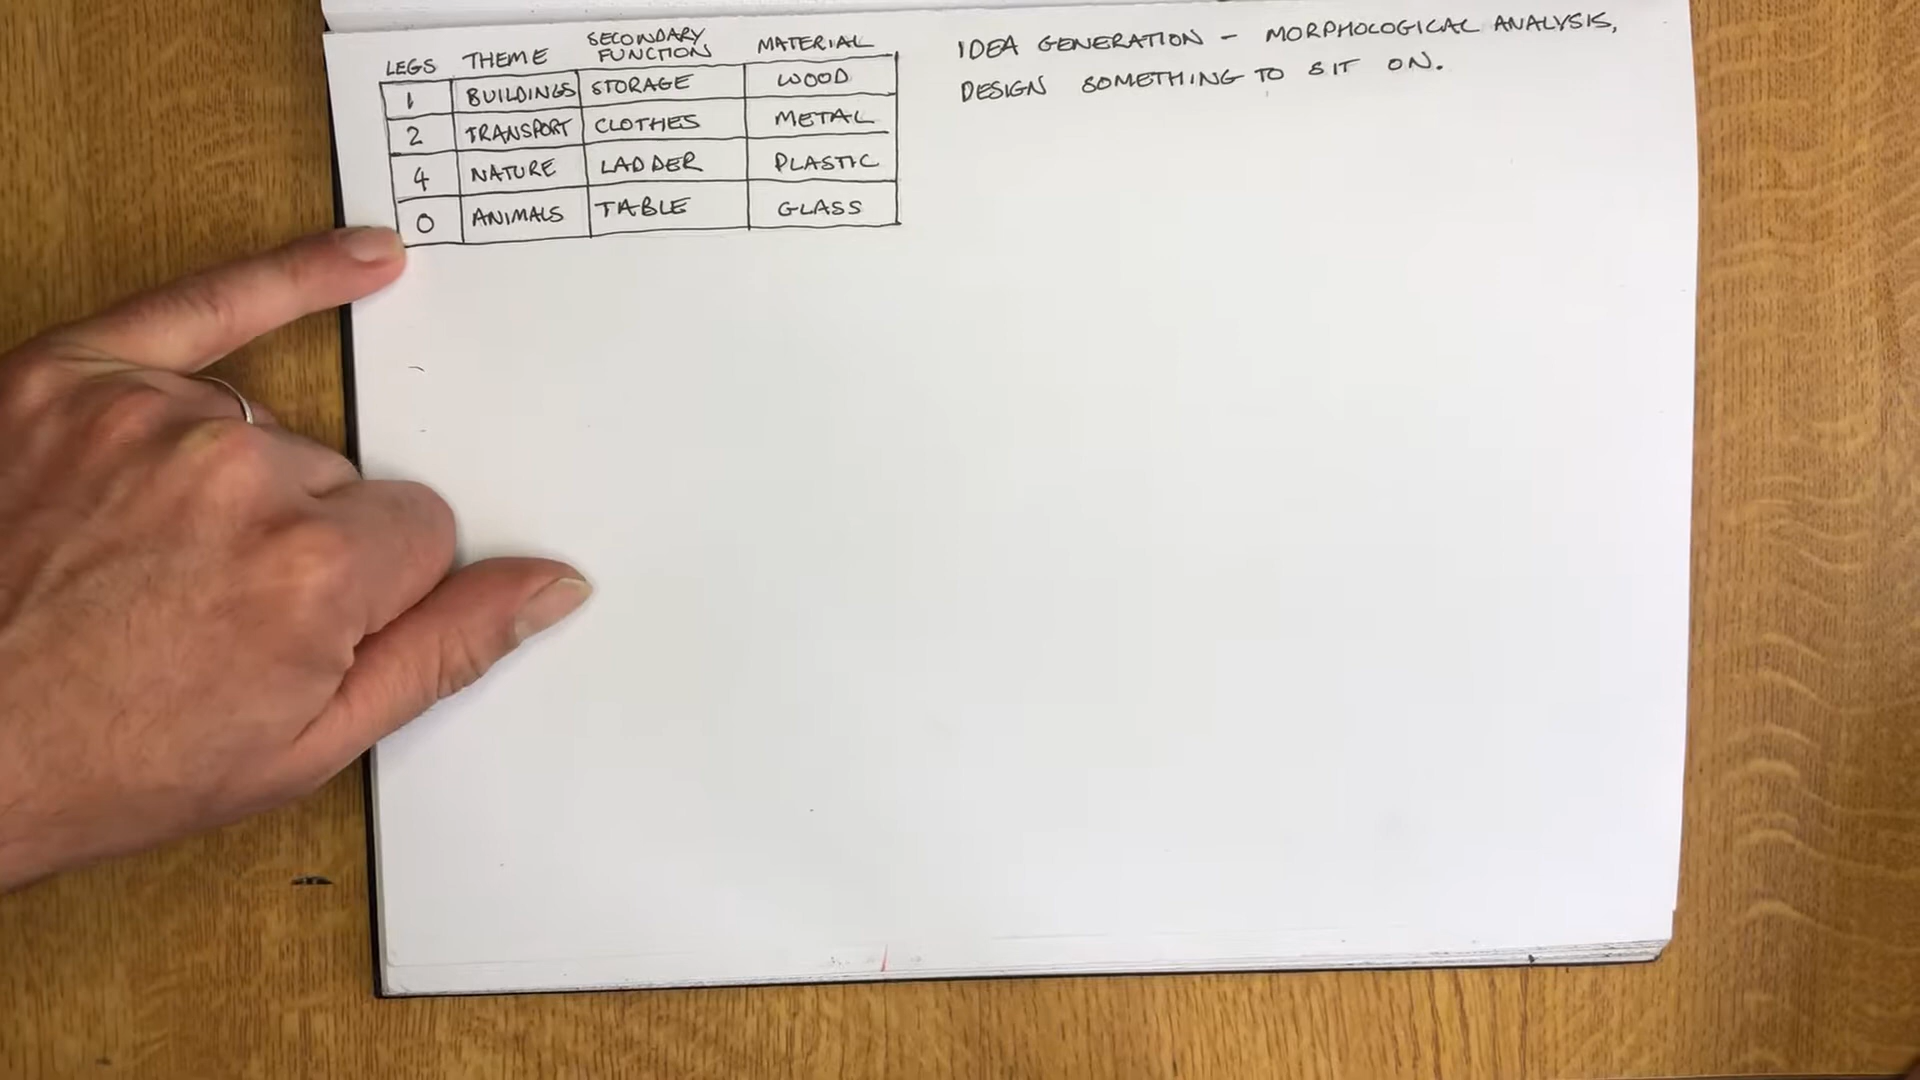 LEGS THEME SECONDARY FUNCTION MATERIAL
1 BUILDINGS STORAGE WOOD
2 TRANSPORT CLOTHES METAL
4 NATURE LADDER PLASTIC
0 ANIMALS TABLE GLASS
IDEA GENERATION - MORPHOLOGICAL ANALYSIS,
DESIGN SOMETHING TO SIT ON.